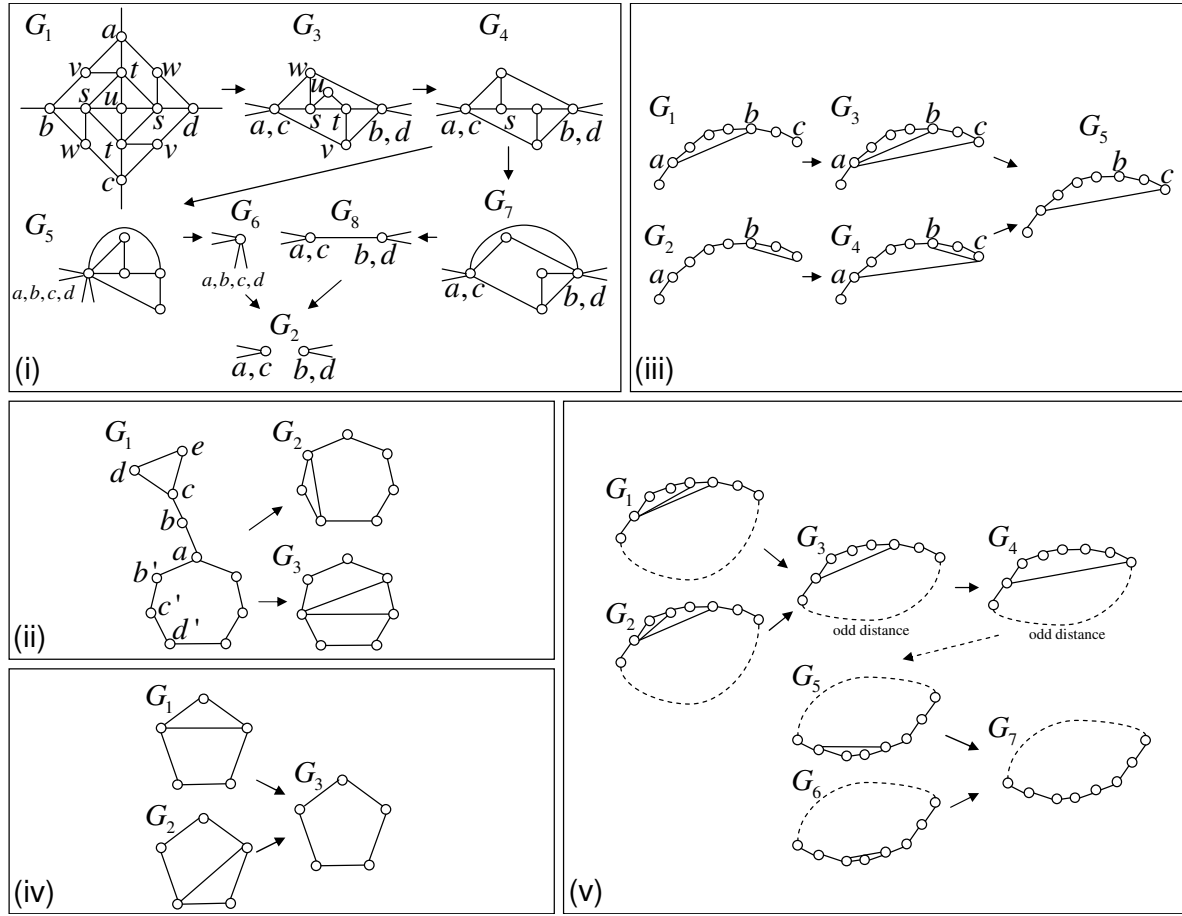 G1 G3 G4
a
v t w w u
s u s
b d a, c s t b, d a, c s b, d
w t v v
c
G5 G6 G8 G7
a, c b, d
a, b, c, d a, b, c, d a, c b, d
G2
a, c b, d
(i)
G1 b c G3 b c G5
a a b c
G2 b G4 b c
a a
(iii)
G1 e G2
d c
b
a G3
b'
c'
d'
(ii)
G1
G3
G2
(iv)
G1
G3 G4
G2
odd distance odd distance
G5
G7
G6
(v)